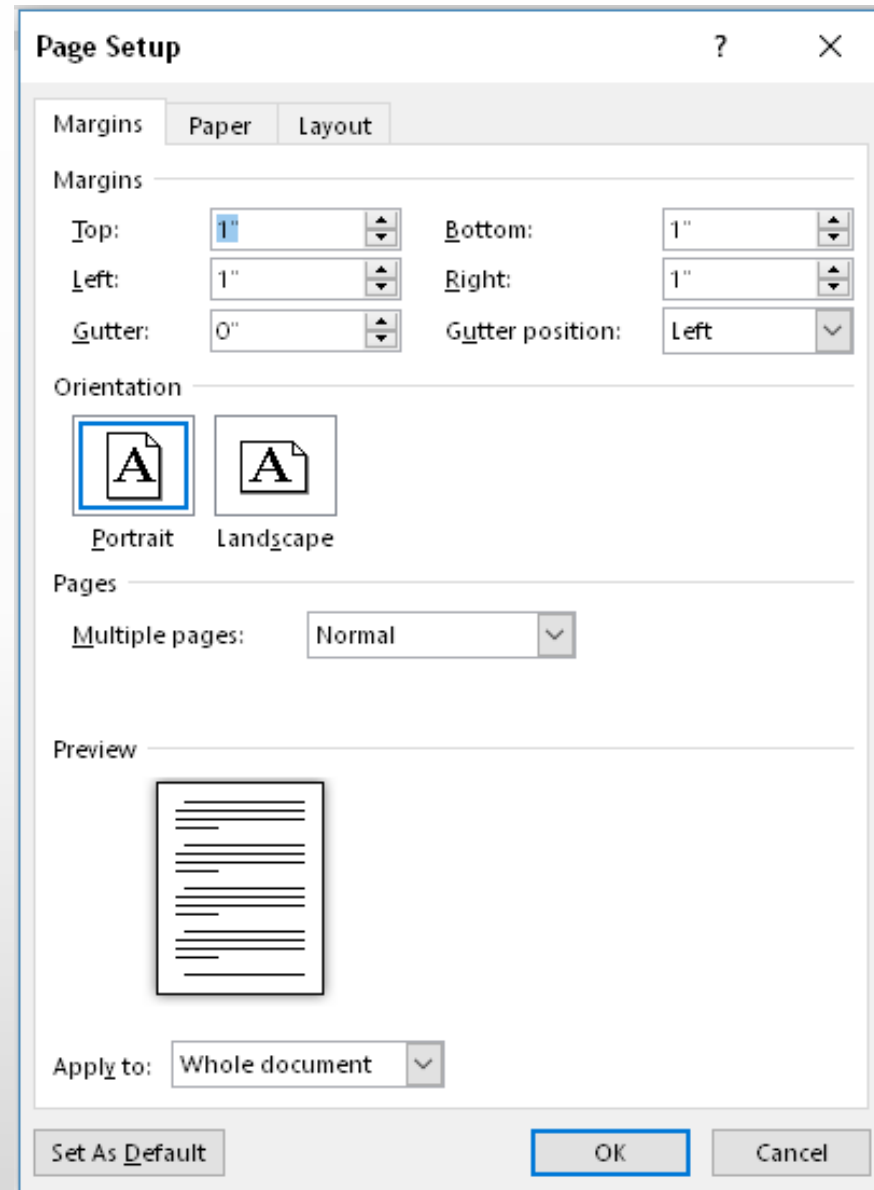 Page Setup ?
Margins Paper Layout
Margins
Top: 1" Bottom: 1"
Left: 1" Right: 1"
Gutter: 0" Gutter position: Left
Orientation
A A
Portrait Landscape
Pages
Multiple pages: Normal
Preview
Apply to: Whole document
Set As Default OK Cancel